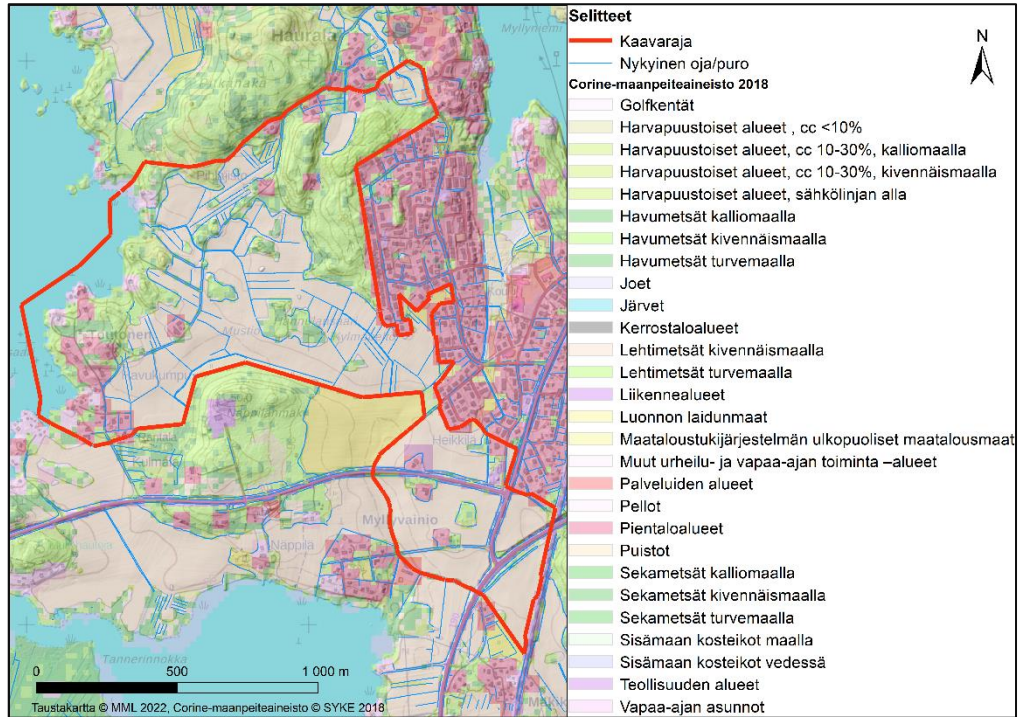 Selitteet
Kaavaraja
Nykyinen oja/puro
Corine-maanpeiteaineisto 2018
Golfkentät
Harvapuustoiset alueet , cc <10%
Harvapuustoiset alueet, cc 10-30%, kalliomaalla
Harvapuustoiset alueet, cc 10-30%, kivennäismaalla
Harvapuustoiset alueet, sähkölinjan alla
Havumetsät kalliomaalla
Havumetsät kivennäismaalla
Havumetsät turvemaalla
Joet
Järvet
Kerrostaloalueet
Lehtimetsät kivennäismaalla
Lehtimetsät turvemaalla
Liikennealueet
Luonnon laidunmaat
Maataloustukijärjestelmän ulkopuoliset maatalousmaat
Muut urheilu- ja vapaa-ajan toiminta –alueet
Palveluiden alueet
Pellot
Pientaloalueet
Puistot
Sekametsät kalliomaalla
Sekametsät kivennäismaalla
Sekametsät turvemaalla
Sisämaan kosteikot maalla
Sisämaan kosteikot vedessä
Teollisuuden alueet
Vapaa-ajan asunnot
N
Haurala
Myllyniemi
Mustio
Näppilänmäki
Heikkilä
Myllyvainio
Näppilä
Tannerinnokka
0 500 1 000 m
Taustakartta © MML 2022, Corine-maanpeiteaineisto © SYKE 2018